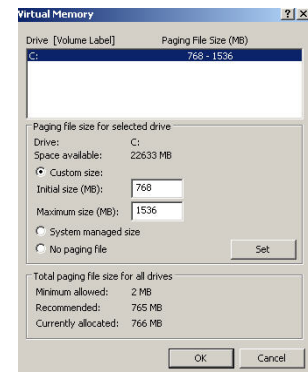 Virtual Memory ? X
Drive [Volume Label] Paging File Size (MB)
C: 768 - 1536
Paging file size for selected drive
Drive: C:
Space available: 22633 MB
Custom size:
Initial size (MB): 768
Maximum size (MB): 1536
System managed size
No paging file Set
Total paging file size for all drives
Minimum allowed: 2 MB
Recommended: 765 MB
Currently allocated: 766 MB
OK Cancel